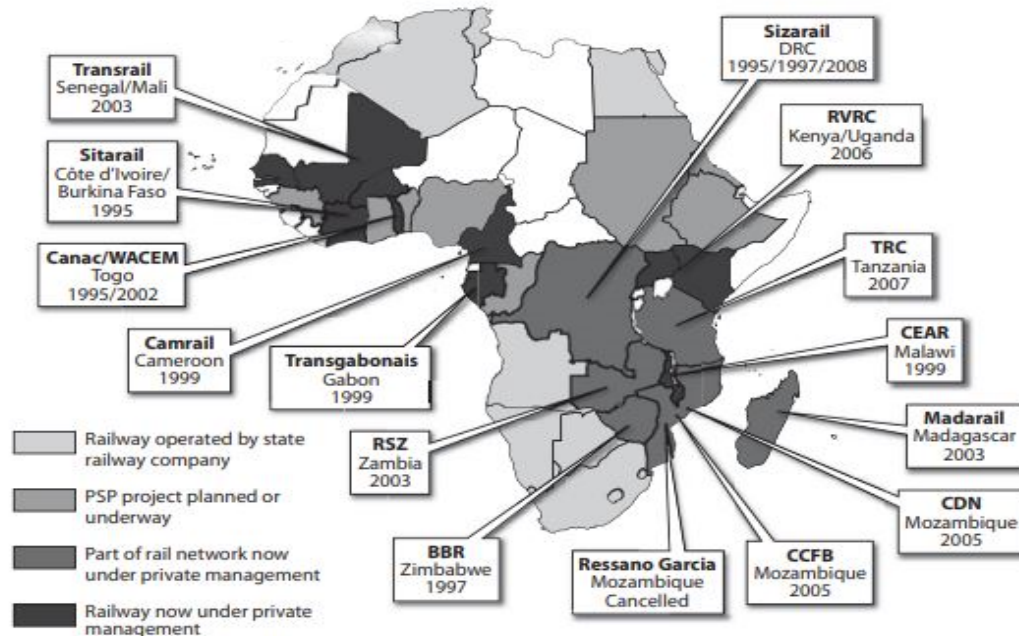 Sizarail
DRC
1995/1997/2008
Transrail
Senegal/Mali
2003
RVRC
Kenya/Uganda
2006
Sitarail
Côte d'Ivoire/
Burkina Faso
1995
Canac/WACEM
Togo
1995/2002
TRC
Tanzania
2007
Camrail
Cameroon
1999
Transgabonais
Gabon
1999
CEAR
Malawi
1999
Madarail
Madagascar
2003
RSZ
Zambia
2003
CDN
Mozambique
2005
BBR
Zimbabwe
1997
Ressano Garcia
Mozambique
Cancelled
CCFB
Mozambique
2005
Railway operated by state
railway company
PSP project planned or
underway
Part of rail network now
under private management
Railway now under private
management